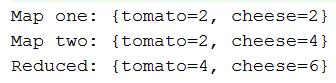 Map one: {tomato=2, cheese=2}
Map two: {tomato=2, cheese=4}
Reduced: {tomato=4, cheese=6}